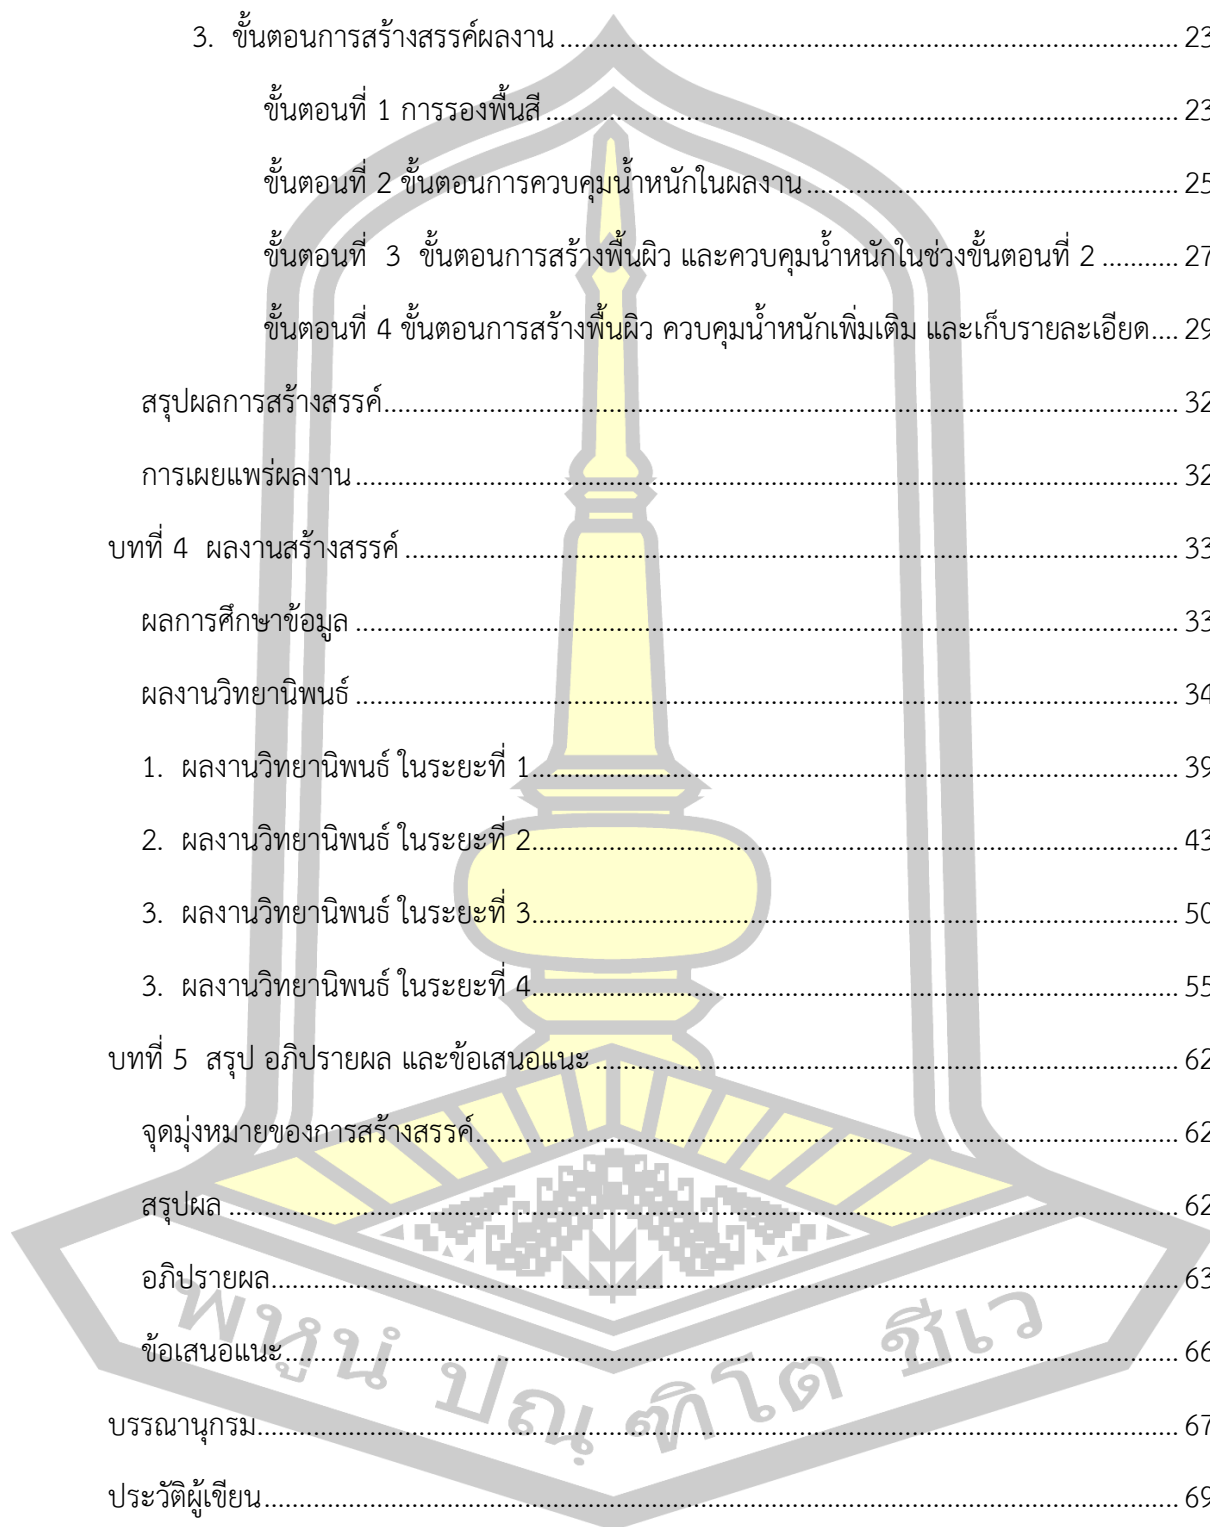 3. ขั้นตอนการสร้างสรรค์ผลงาน ........ 23
ขั้นตอนที่ 1 การรองพื้นสี ........ 23
ขั้นตอนที่ 2 ขั้นตอนการควบคุมน้ำหนักในผลงาน ........ 25
ขั้นตอนที่ 3 ขั้นตอนการสร้างพื้นผิว และควบคุมน้ำหนักในช่วงขั้นตอนที่ 2 ........ 27
ขั้นตอนที่ 4 ขั้นตอนการสร้างพื้นผิว ควบคุมน้ำหนักเพิ่มเติม และเก็บรายละเอียด.... 29
สรุปผลการสร้างสรรค์ ........ 32
การเผยแพร่ผลงาน ........ 32
บทที่ 4 ผลงานสร้างสรรค์ ........ 33
ผลการศึกษาข้อมูล ........ 33
ผลงานวิทยานิพนธ์ ........ 34
1. ผลงานวิทยานิพนธ์ ในระยะที่ 1 ........ 39
2. ผลงานวิทยานิพนธ์ ในระยะที่ 2 ........ 43
3. ผลงานวิทยานิพนธ์ ในระยะที่ 3 ........ 50
3. ผลงานวิทยานิพนธ์ ในระยะที่ 4 ........ 55
บทที่ 5 สรุป อภิปรายผล และข้อเสนอแนะ ........ 62
จุดมุ่งหมายของการสร้างสรรค์ ........ 62
สรุปผล ........ 62
อภิปรายผล ........ 63
ข้อเสนอแนะ ........ 66
บรรณานุกรม ........ 67
ประวัติผู้เขียน ........ 69
พหูนํ ปณฺฑิโต ชีเว